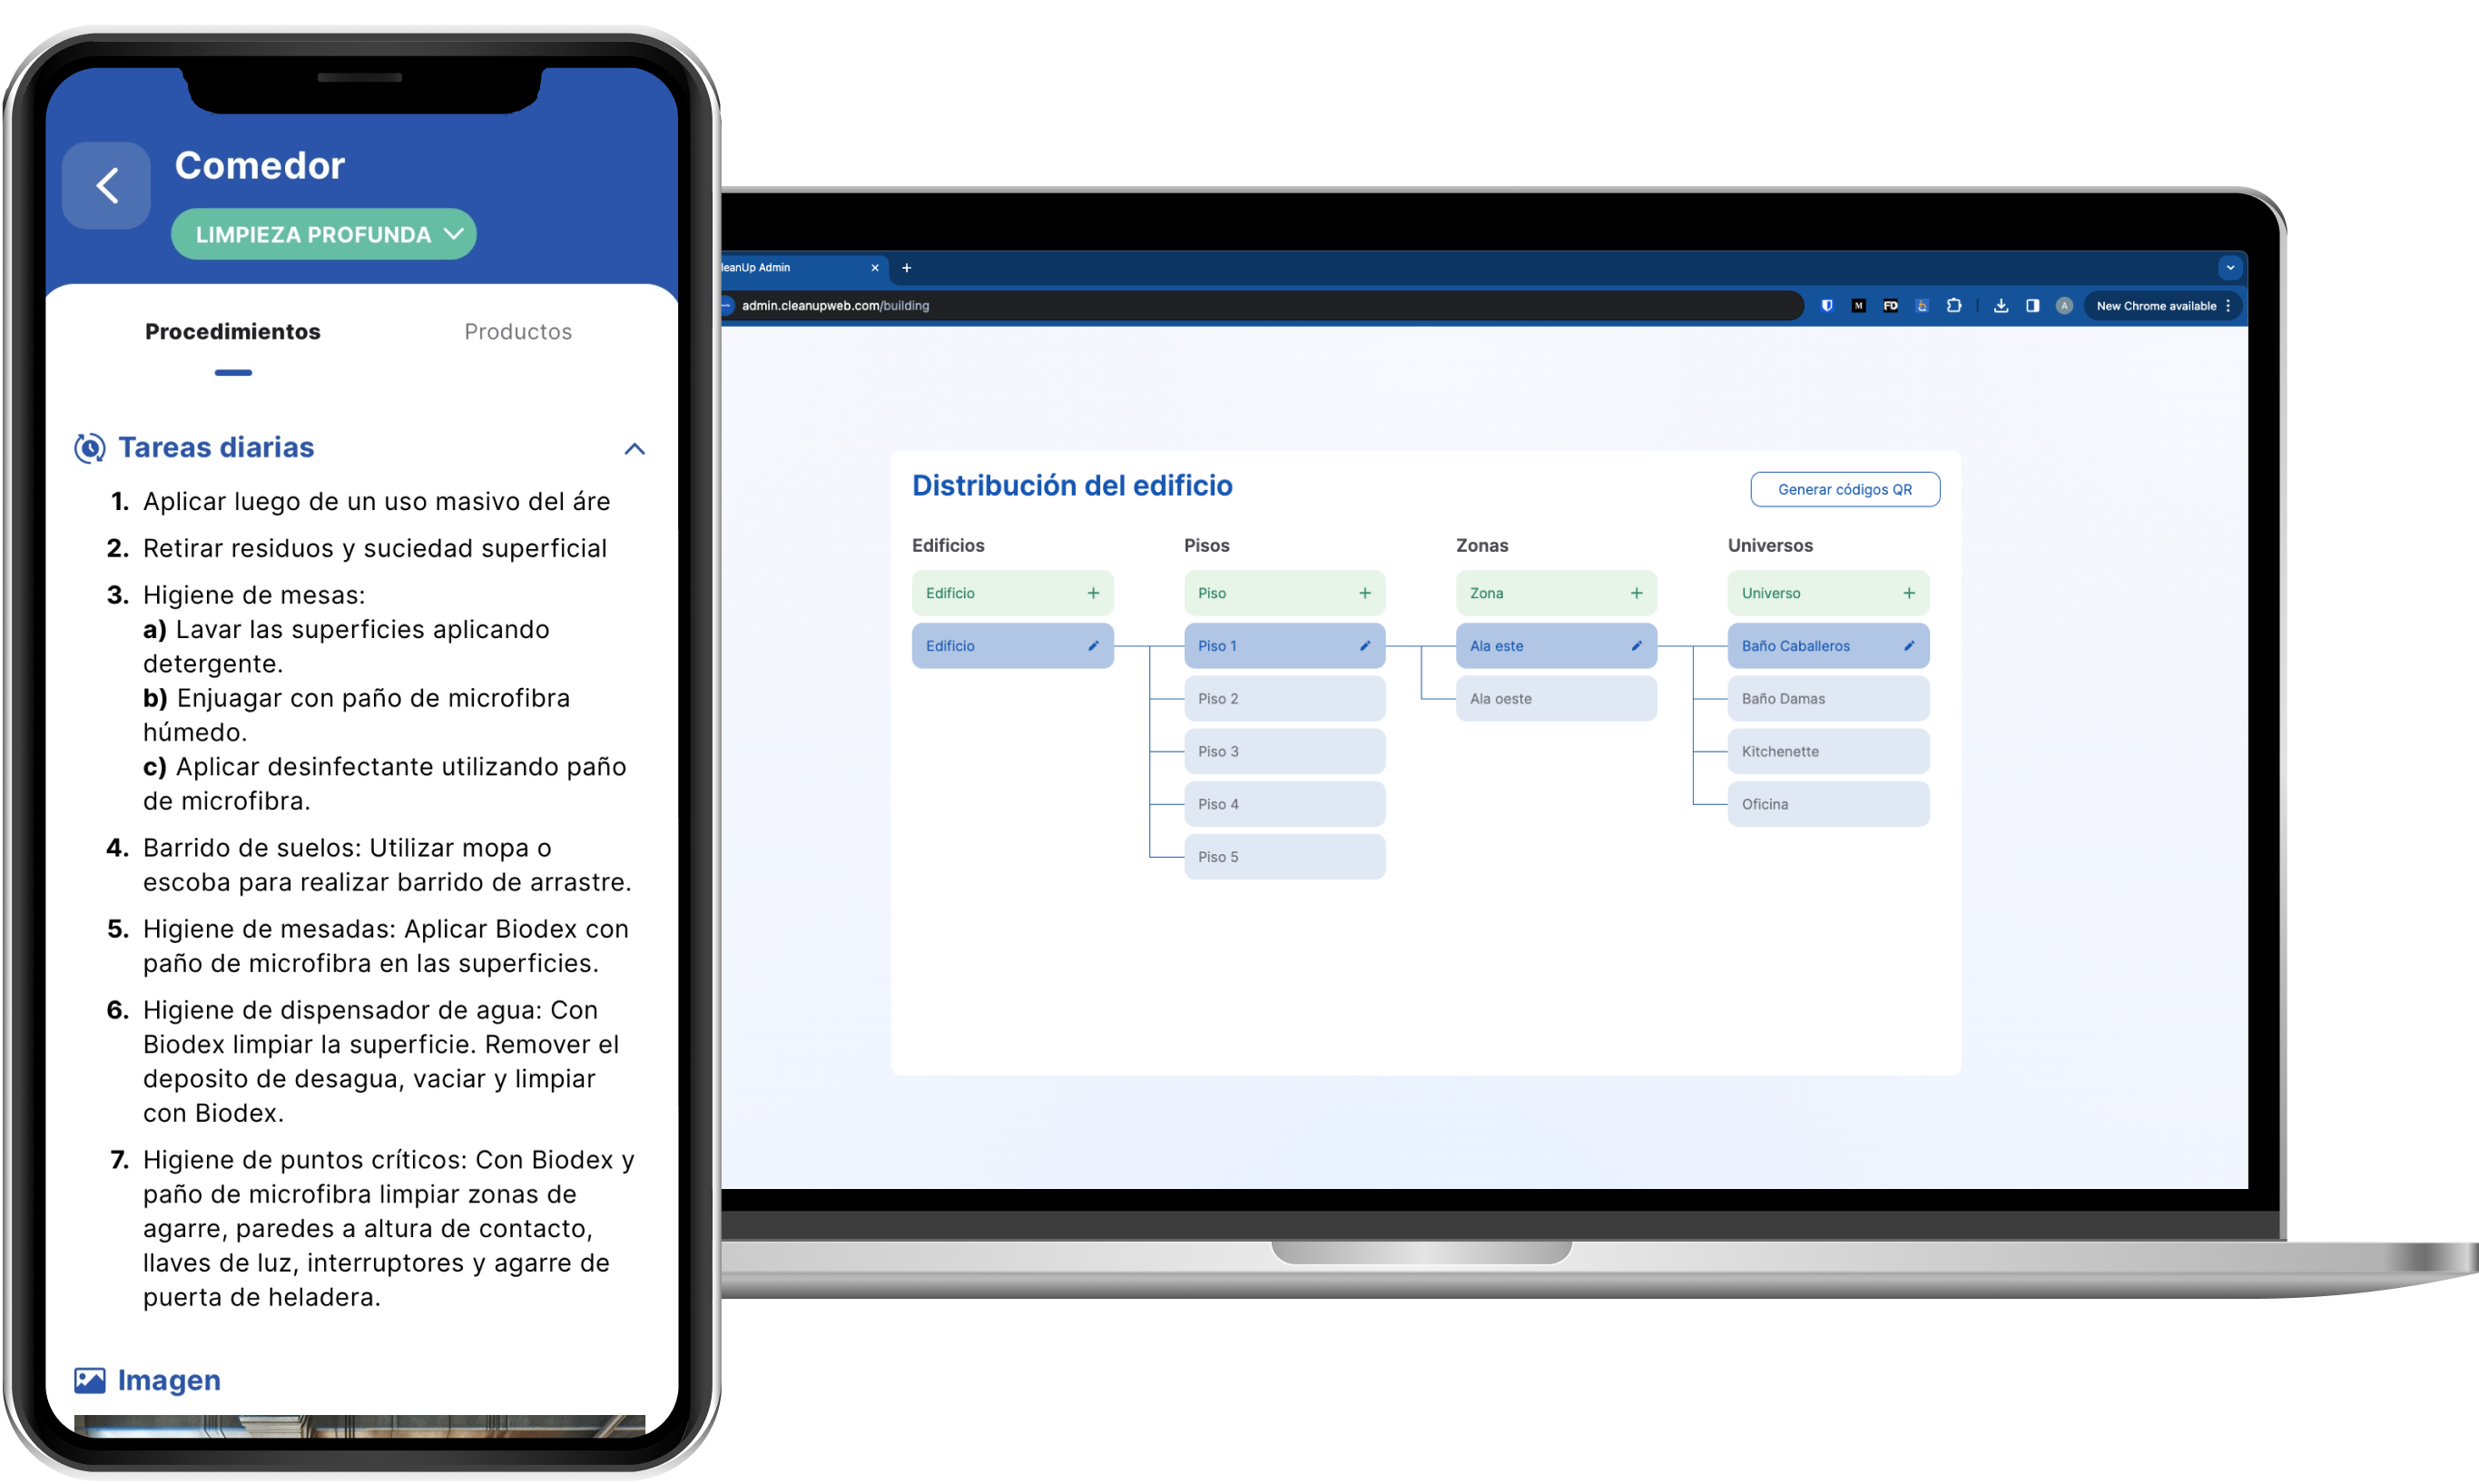 Comedor
LIMPIEZA PROFUNDA
Procedimientos
Productos
Tareas diarias
1. Aplicar luego de un uso masivo del áre
2. Retirar residuos y suciedad superficial
3. Higiene de mesas:
a) Lavar las superficies aplicando
detergente.
b) Enjuagar con paño de microfibra
húmedo.
c) Aplicar desinfectante utilizando paño
de microfibra.
4. Barrido de suelos: Utilizar mopa o
escoba para realizar barrido de arrastre.
5. Higiene de mesadas: Aplicar Biodex con
paño de microfibra en las superficies.
6. Higiene de dispensador de agua: Con
Biodex limpiar la superficie. Remover el
deposito de desagua, vaciar y limpiar
con Biodex.
7. Higiene de puntos críticos: Con Biodex y
paño de microfibra limpiar zonas de
agarre, paredes a altura de contacto,
llaves de luz, interruptores y agarre de
puerta de heladera.
Imagen
leanUp Admin
admin.cleanupweb.com/building
M
FD
A
New Chrome available
Distribución del edificio
Generar códigos QR
Edificios
Pisos
Zonas
Universos
Edificio +
Piso +
Zona +
Universo +
Edificio
Piso 1
Ala este
Baño Caballeros
Piso 2
Ala oeste
Baño Damas
Piso 3
Kitchenette
Piso 4
Oficina
Piso 5